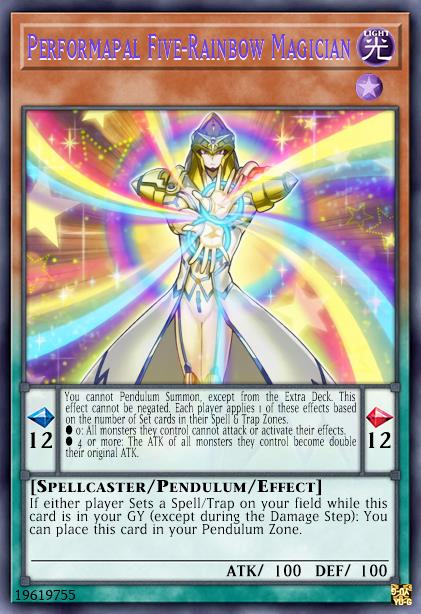 Performapal Five-Rainbow Magician
LIGHT
光
You cannot Pendulum Summon, except from the Extra Deck. This
effect cannot be negated. Each player applies 1 of these effects based
on the number of Set cards in their Spell & Trap Zones.
● 0: All monsters they control cannot attack or activate their effects.
● 4 or more: The ATK of all monsters they control become double
their original ATK.
12
12
[Spellcaster/Pendulum/Effect]
If either player Sets a Spell/Trap on your field while this
card is in your GY (except during the Damage Step): You
can place this card in your Pendulum Zone.
ATK/ 100 DEF/ 100
19619755